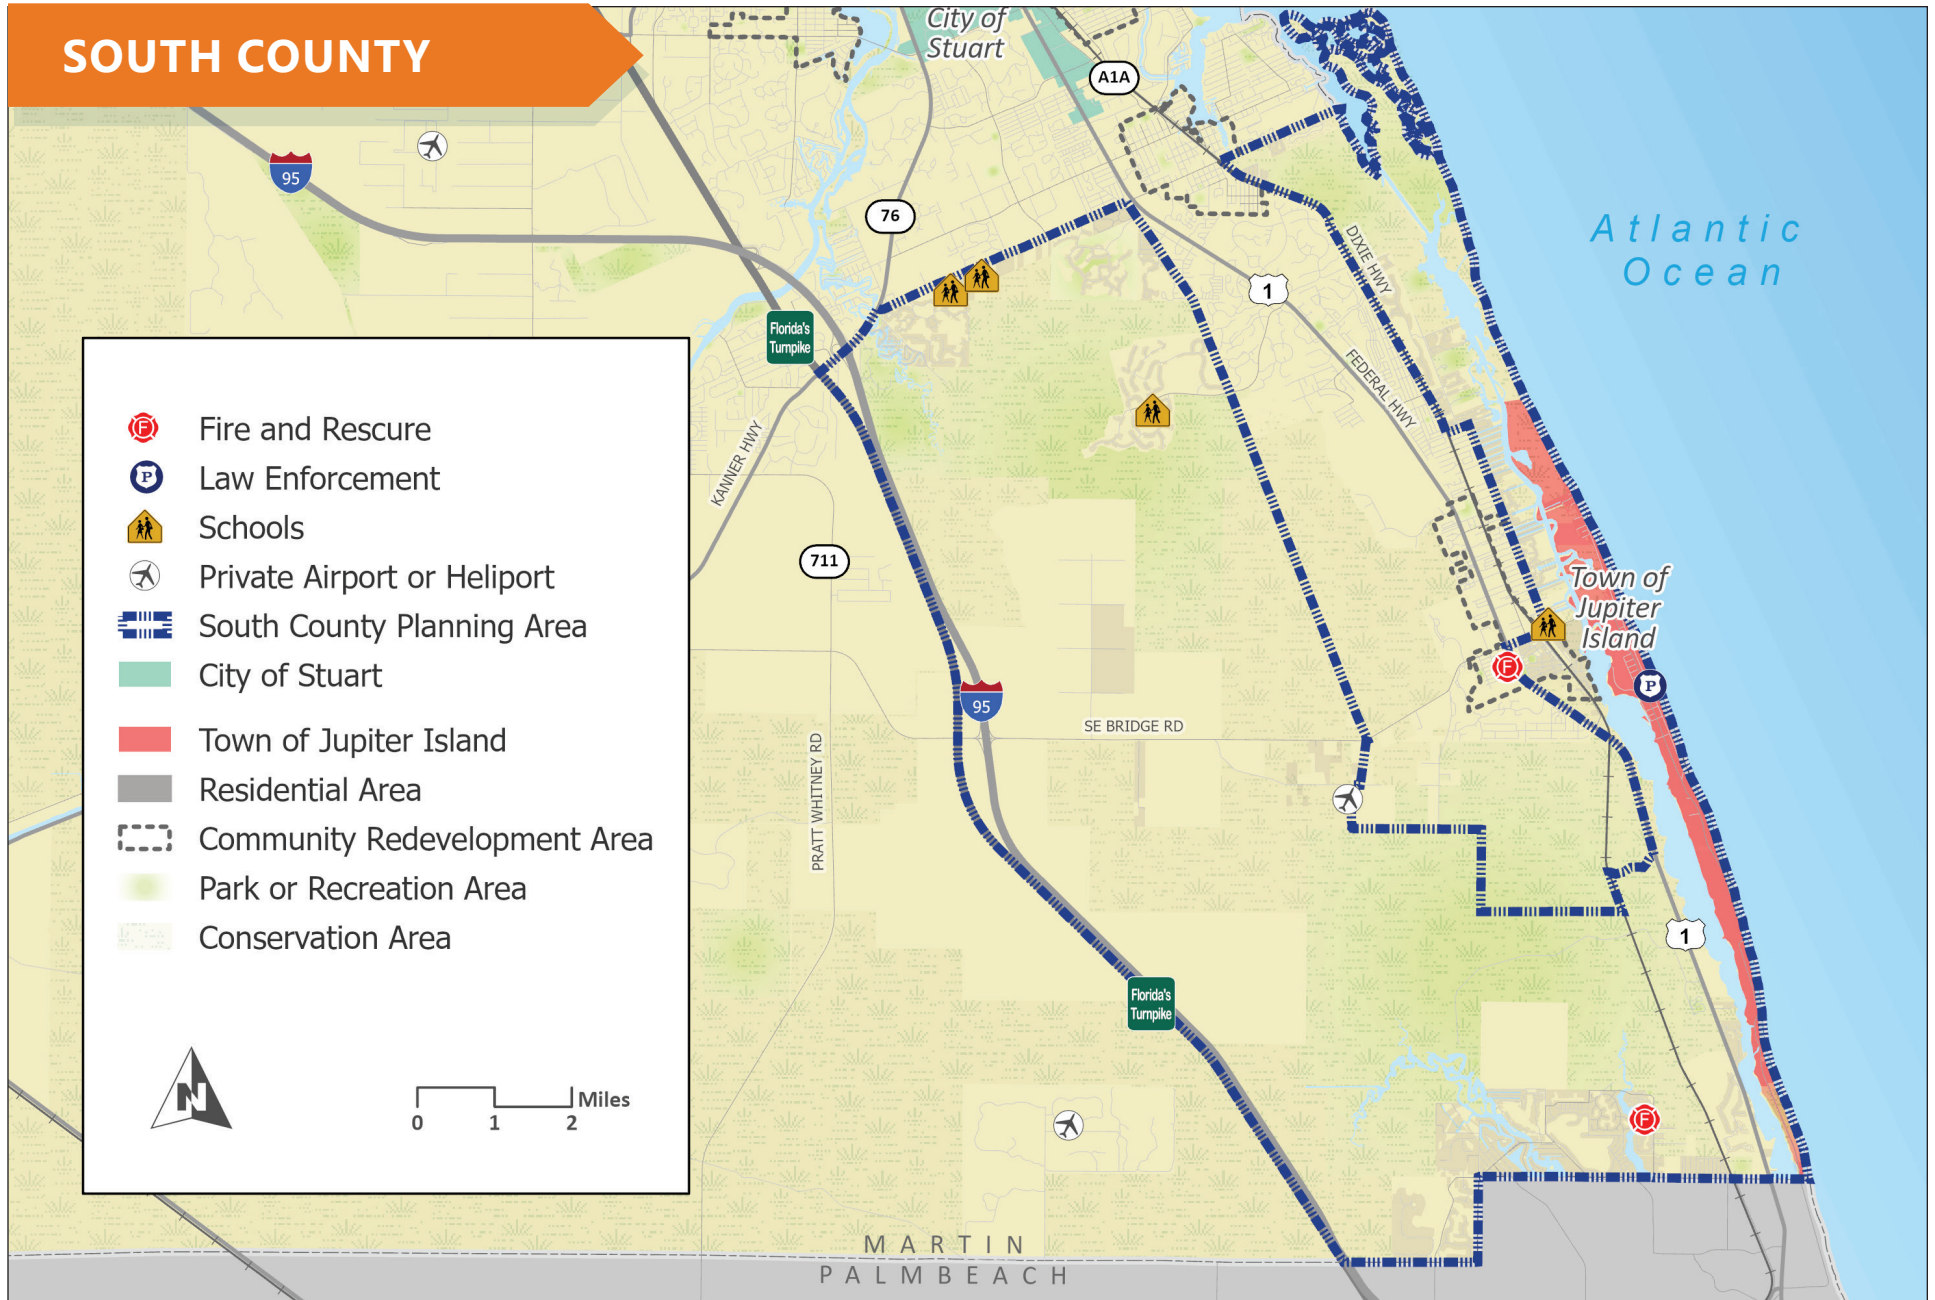 SOUTH COUNTY
City of
Stuart
A1A
95
76
Atlantic
Ocean
DIXIE HWY
1
Florida's
Turnpike
FEDERAL HWY
KANNER HWY
711
Town of
Jupiter
Island
F
P
95
SE BRIDGE RD
PRATT WHITNEY RD
1
Florida's
Turnpike
F
MARTIN
PALMBEACH
F
Fire and Rescure
P
Law Enforcement
Schools
Private Airport or Heliport
South County Planning Area
City of Stuart
Town of Jupiter Island
Residential Area
Community Redevelopment Area
Park or Recreation Area
Conservation Area
N
Miles
0 1 2